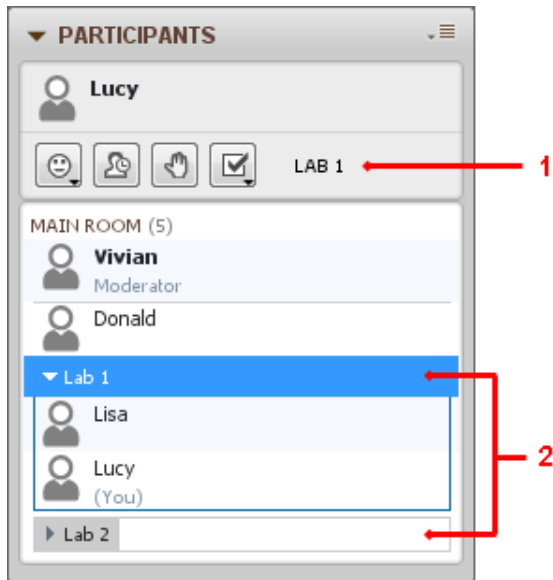 PARTICIPANTS
Lucy
LAB 1
1
MAIN ROOM (5)
Vivian
Moderator
Donald
Lab 1
Lisa
Lucy
(You)
2
Lab 2